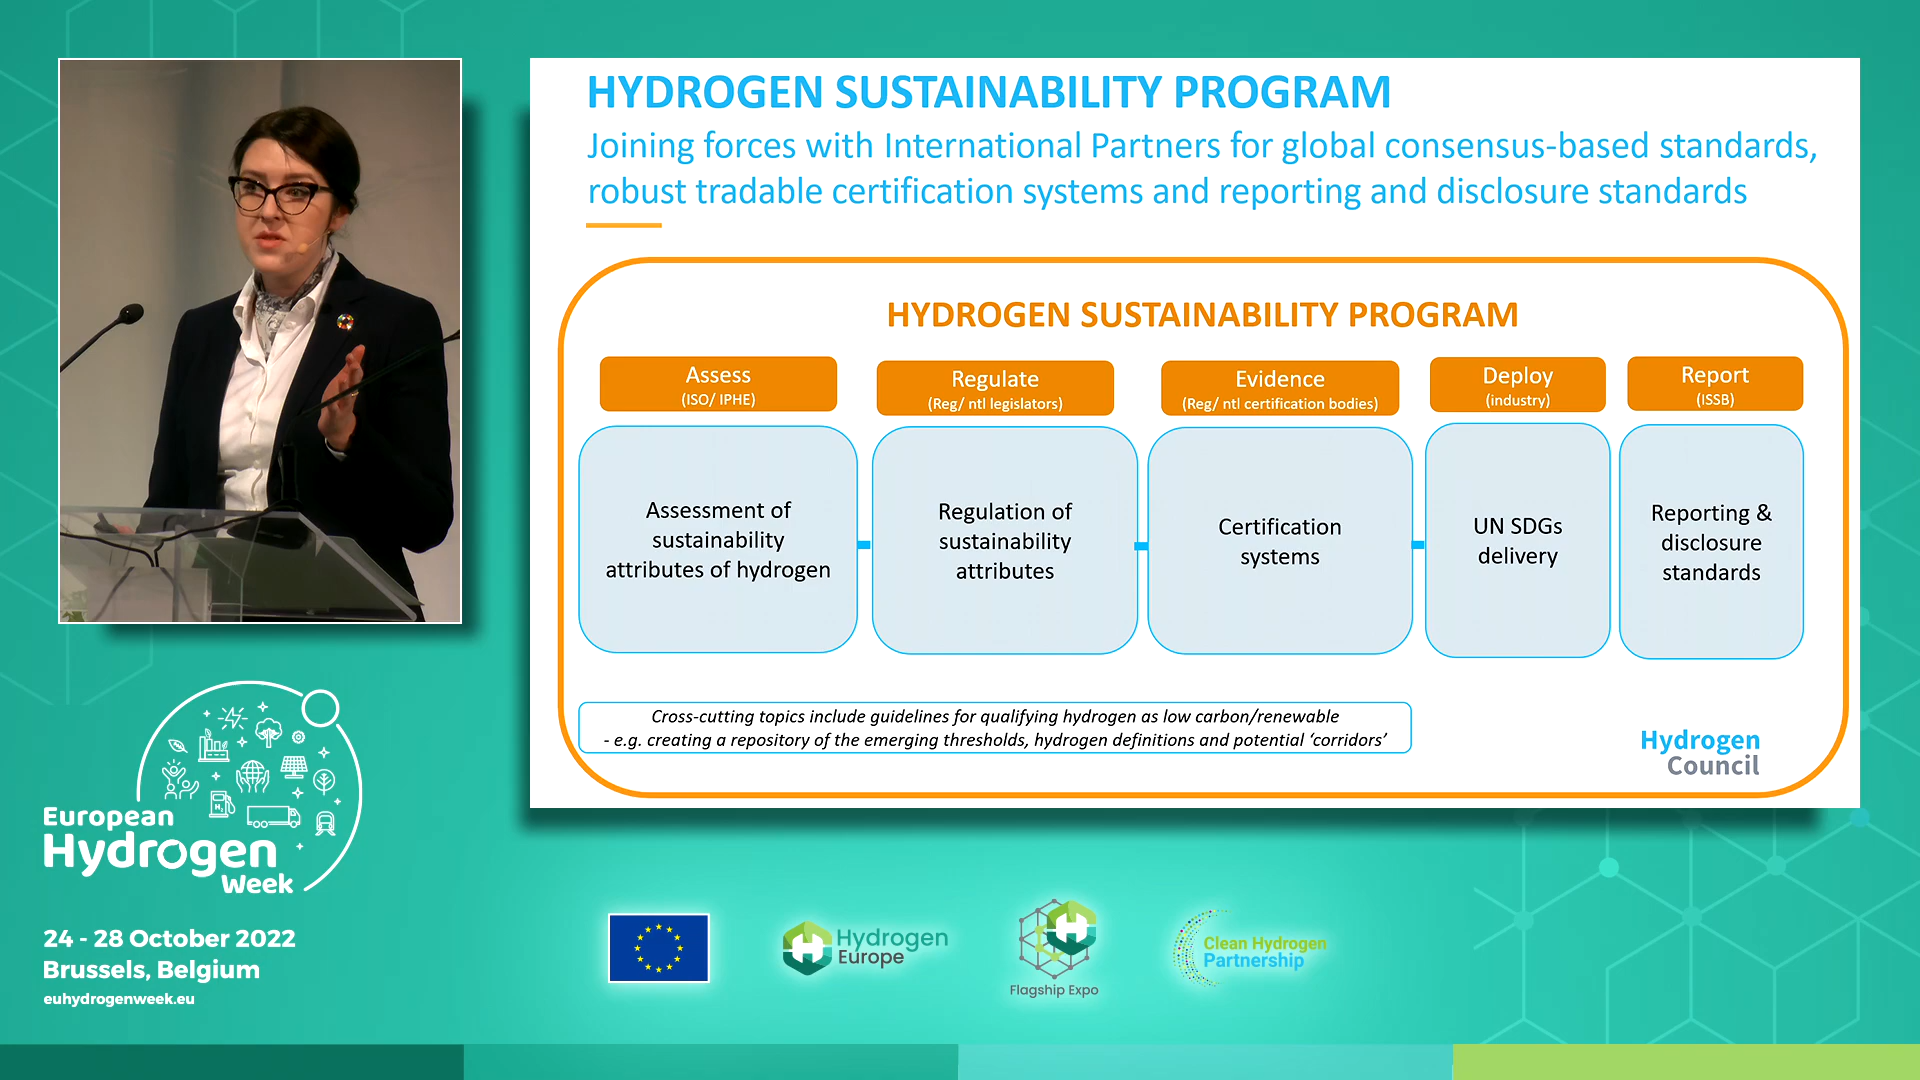 HYDROGEN SUSTAINABILITY PROGRAM
Joining forces with International Partners for global consensus-based standards,
robust tradable certification systems and reporting and disclosure standards
HYDROGEN SUSTAINABILITY PROGRAM
Assess
(ISO/ IPHE)
Assessment of
sustainability
attributes of hydrogen
Regulate
(Reg/ ntl legislators)
Regulation of
sustainability
attributes
Evidence
(Reg/ ntl certification bodies)
Certification
systems
Deploy
(industry)
UN SDGs
delivery
Report
(ISSB)
Reporting &
disclosure
standards
Cross-cutting topics include guidelines for qualifying hydrogen as low carbon/renewable
- e.g. creating a repository of the emerging thresholds, hydrogen definitions and potential ‘corridors’
Hydrogen
Council
H₂
European
Hydrogen
Week
24 - 28 October 2022
Brussels, Belgium
euhydrogenweek.eu
H Hydrogen
Europe
H
Flagship Expo
Clean Hydrogen
Partnership